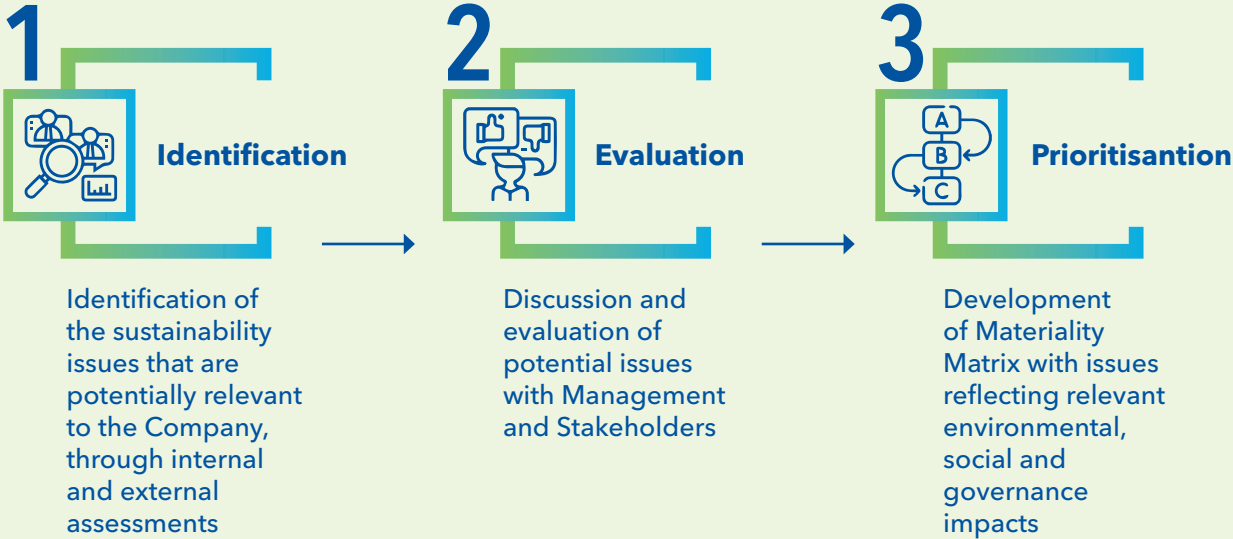 1
Identification
Identification of
the sustainability
issues that are
potentially relevant
to the Company,
through internal
and external
assessments
2
Evaluation
Discussion and
evaluation of
potential issues
with Management
and Stakeholders
3
A
B
C
Prioritisantion
Development
of Materiality
Matrix with issues
reflecting relevant
environmental,
social and
governance
impacts